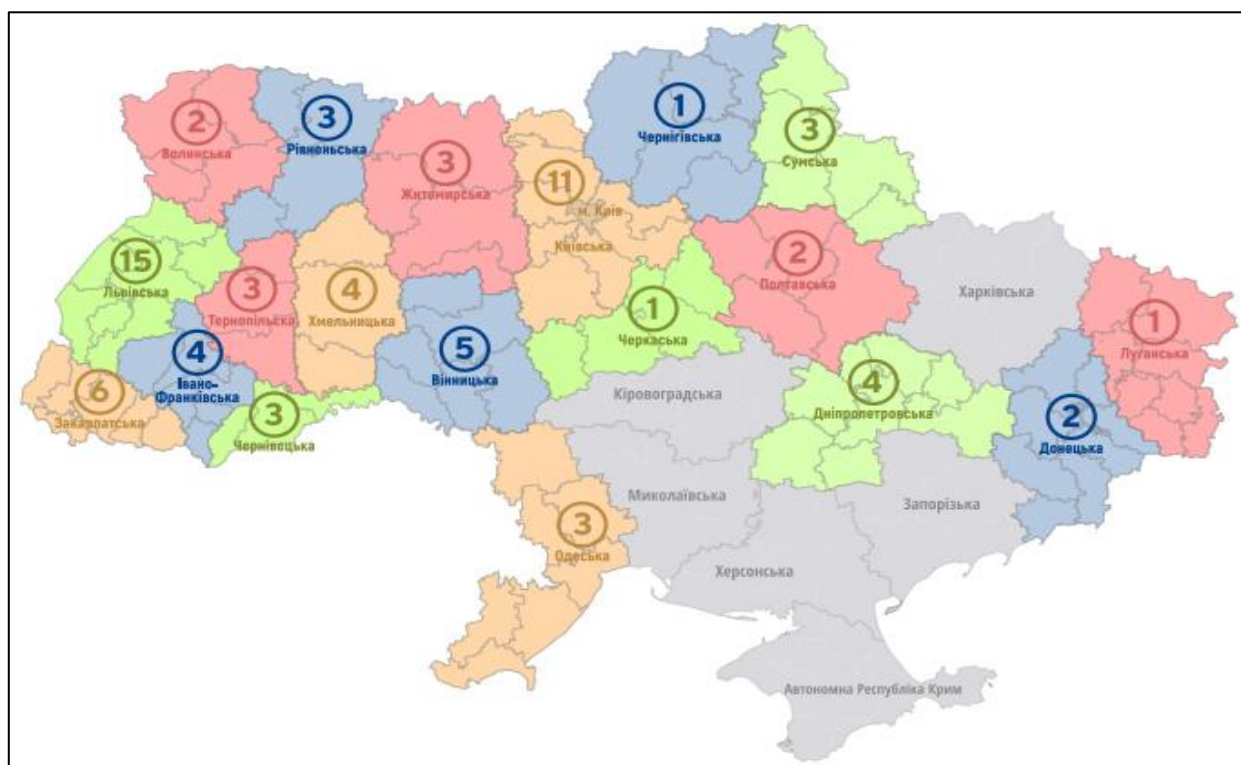 1
Чернігівська
2
Волинська
3
Рівненська
3
Сумська
3
Житомирська
11
м. Київ
Київська
15
Львівська
3
Тернопільска
4
Хмельницька
2
Полтавська
Харківська
1
Луганська
1
Черкаська
4
Івано-
Франківська
5
Вінницька
6
Закарпатська
3
Чернівецька
Кіровоградська
4
Дніпропетровська
2
Донецька
Миколаївська
Запорізька
3
Одеська
Херсонська
Автономна Республіка Крим